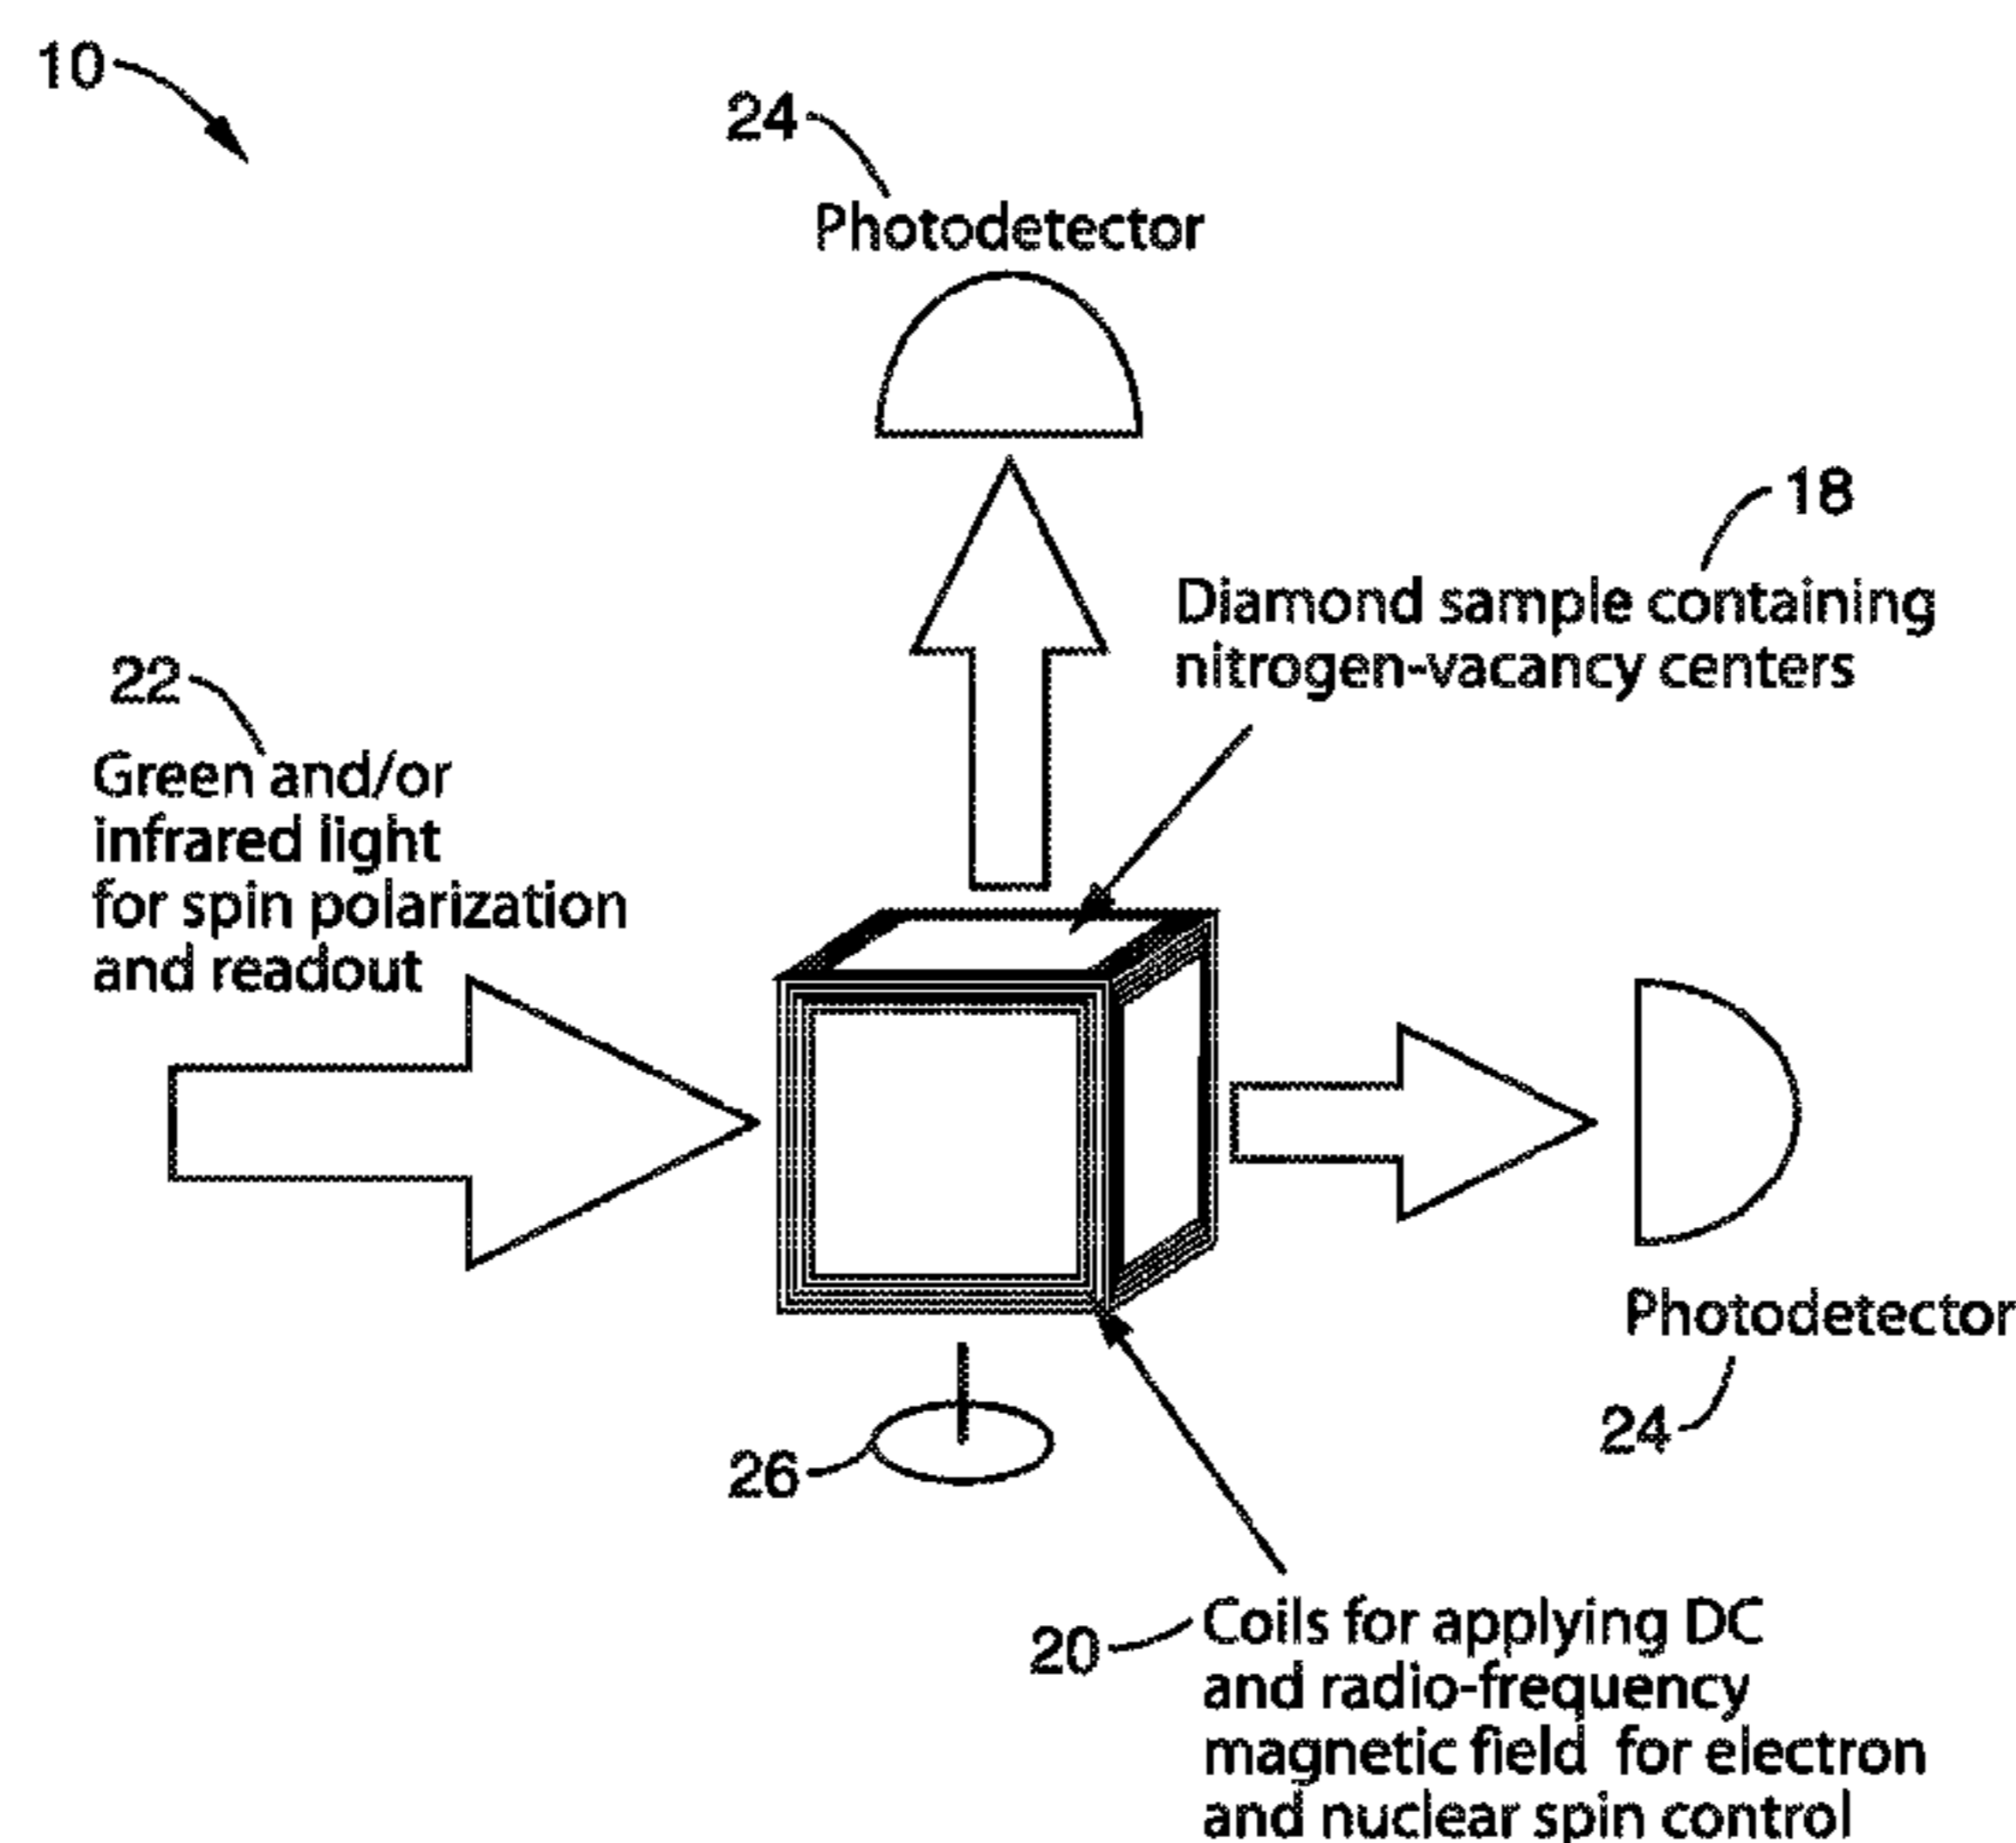 10
24
Photodetector
18
Diamond sample containing
nitrogen-vacancy centers
22
Green and/or
infrared light
for spin polarization
and readout
Photodetector
24
26
20
Coils for applying DC
and radio-frequency
magnetic field for electron
and nuclear spin control